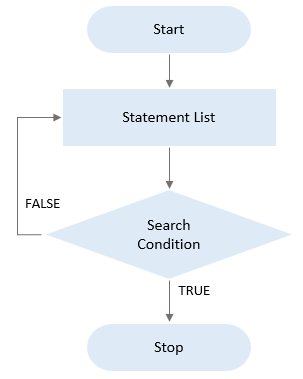 Start
Statement List
FALSE
Search
Condition
TRUE
Stop